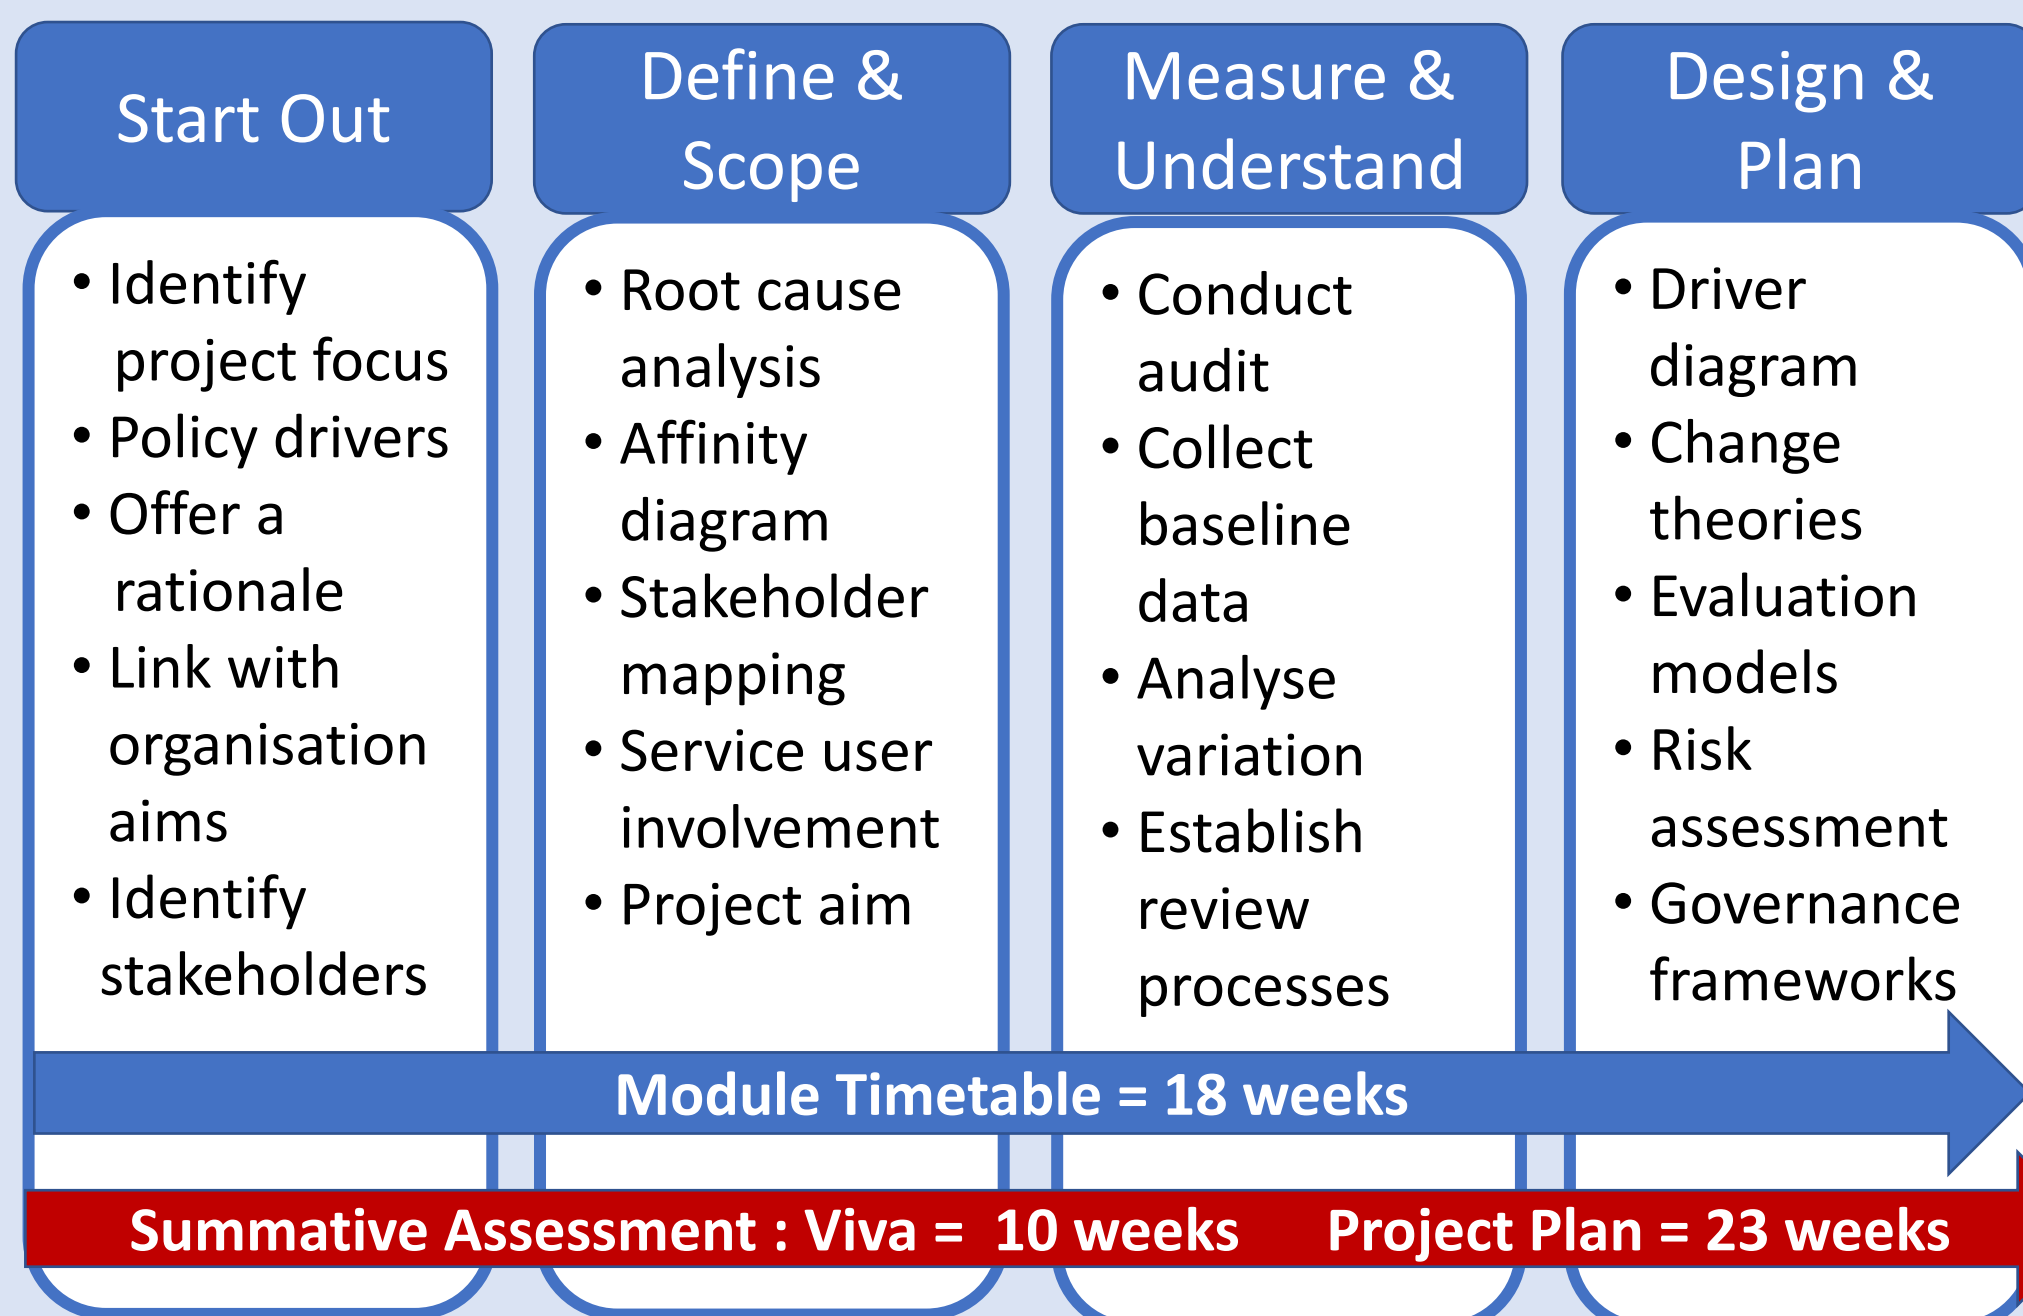 Start Out
• Identify
project focus
• Policy drivers
• Offer a
rationale
• Link with
organisation
aims
• Identify
stakeholders
Define &
Scope
• Root cause
analysis
• Affinity
diagram
• Stakeholder
mapping
• Service user
involvement
• Project aim
Measure &
Understand
• Conduct
audit
• Collect
baseline
data
• Analyse
variation
• Establish
review
processes
Design &
Plan
• Driver
diagram
• Change
theories
• Evaluation
models
• Risk
assessment
• Governance
frameworks
Module Timetable = 18 weeks
Summative Assessment : Viva = 10 weeks Project Plan = 23 weeks